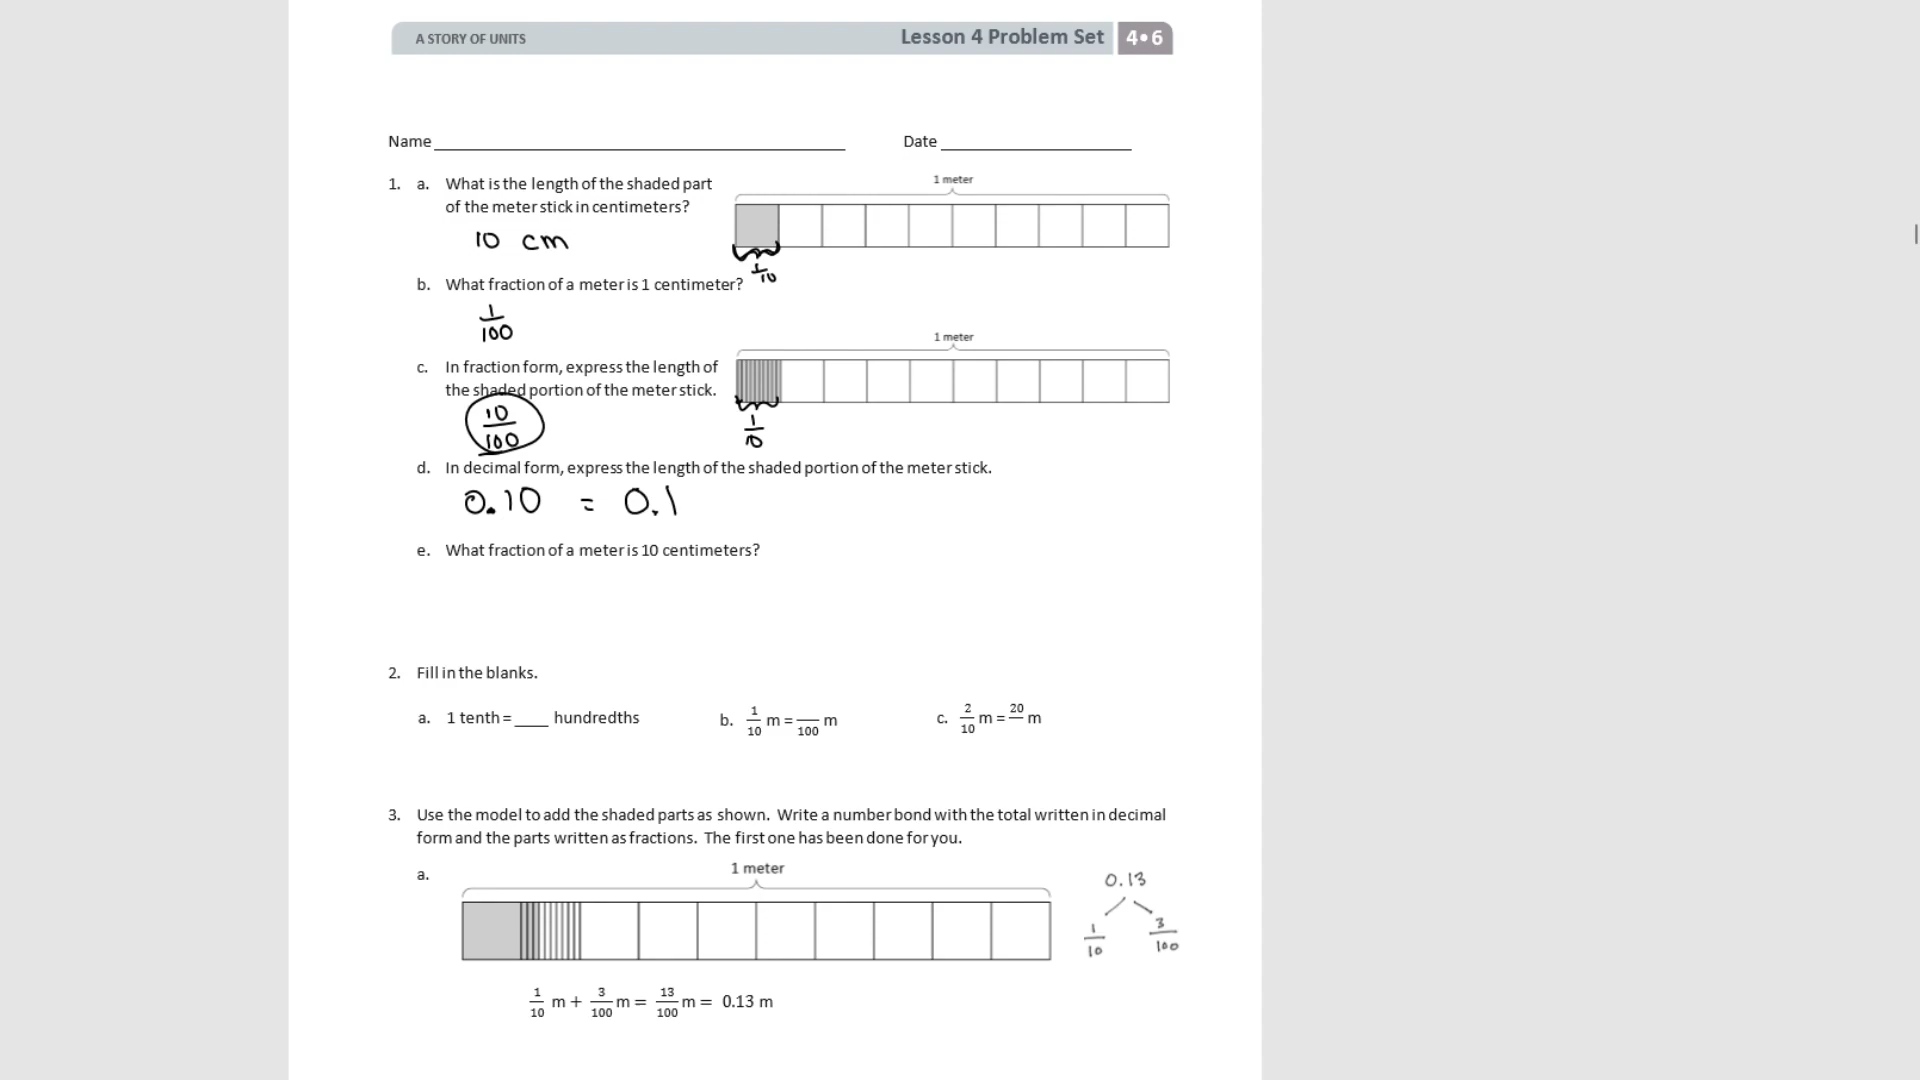 A STORY OF UNITS Lesson 4 Problem Set 4•6
Name Date
1 meter
1. a. What is the length of the shaded part
of the meter stick in centimeters?
10 cm
1/10
b. What fraction of a meter is 1 centimeter?
1/100
1 meter
c. In fraction form, express the length of
the shaded portion of the meter stick.
10/100
1/10
d. In decimal form, express the length of the shaded portion of the meter stick.
0.10 = 0.1
e. What fraction of a meter is 10 centimeters?
2. Fill in the blanks.
a. 1 tenth = ____ hundredths b. 1/10 m = __/100 m c. 2/10 m = 20/__ m
3. Use the model to add the shaded parts as shown. Write a number bond with the total written in decimal
form and the parts written as fractions. The first one has been done for you.
a. 1 meter
0.13
1/10 3/100
1/10 m + 3/100 m = 13/100 m = 0.13 m